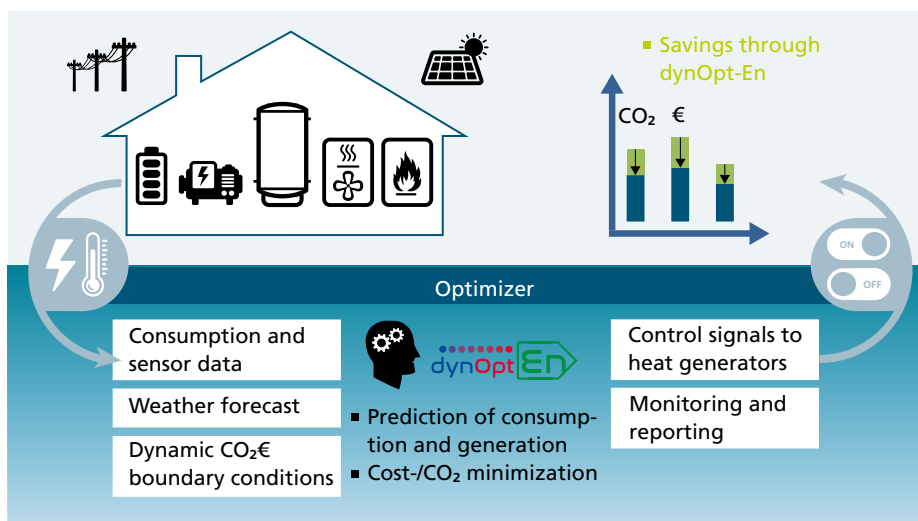 ▪ Savings through
dynOpt-En
CO₂ €
ON
OFF
Optimizer
Consumption and
sensor data
Weather forecast
Dynamic CO₂€
boundary conditions
dynOptEn
▪ Prediction of consump-
tion and generation
▪ Cost-/CO₂ minimization
Control signals to
heat generators
Monitoring and
reporting